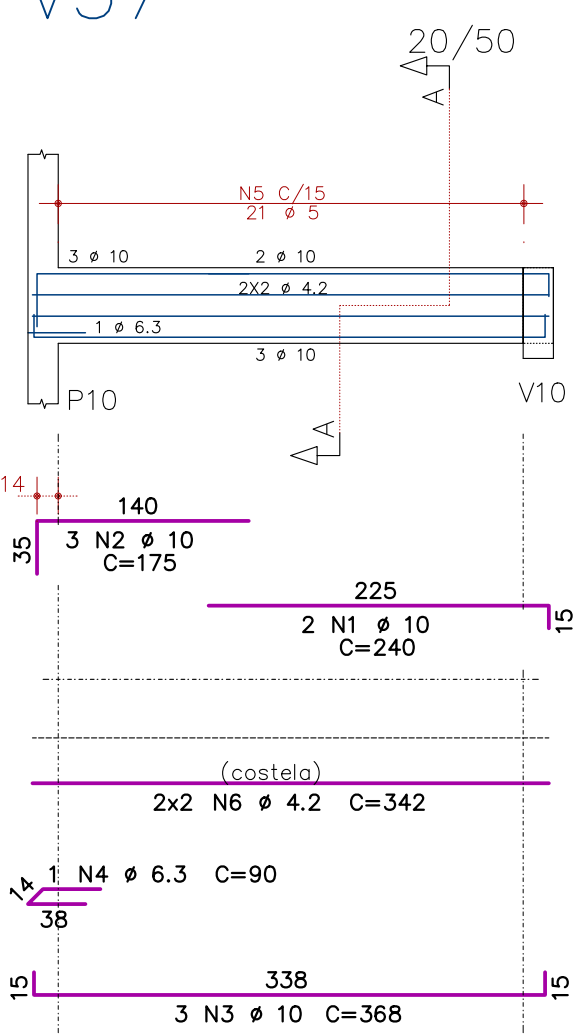 20/50
A
N5 C/15
21 ø 5
3 ø 10
2 ø 10
2X2 ø 4.2
1 ø 6.3
3 ø 10
P10
V10
A
14
140
35
3 N2 ø 10
C=175
225
15
2 N1 ø 10
C=240
(costela)
2x2 N6 ø 4.2 C=342
1 N4 ø 6.3 C=90
14
38
15
338
15
3 N3 ø 10 C=368